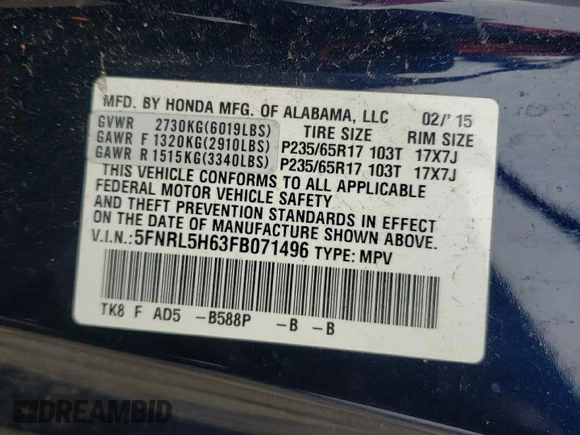 MFD. BY HONDA MFG. OF ALABAMA, LLC 02/'15
GVWR 2730KG(6019LBS) TIRE SIZE RIM SIZE
GAWR F 1320KG(2910LBS) P235/65R17 103T 17X7J
GAWR R 1515KG(3340LBS) P235/65R17 103T 17X7J
THIS VEHICLE CONFORMS TO ALL APPLICABLE
FEDERAL MOTOR VEHICLE SAFETY
AND THEFT PREVENTION STANDARDS IN EFFECT
ON THE DATE OF MANUFACTURE SHOWN ABOVE.
V.I.N.:5FNRL5H63FB071496 TYPE: MPV
TK8 F AD5 -B588P -B -B
DREAMBID